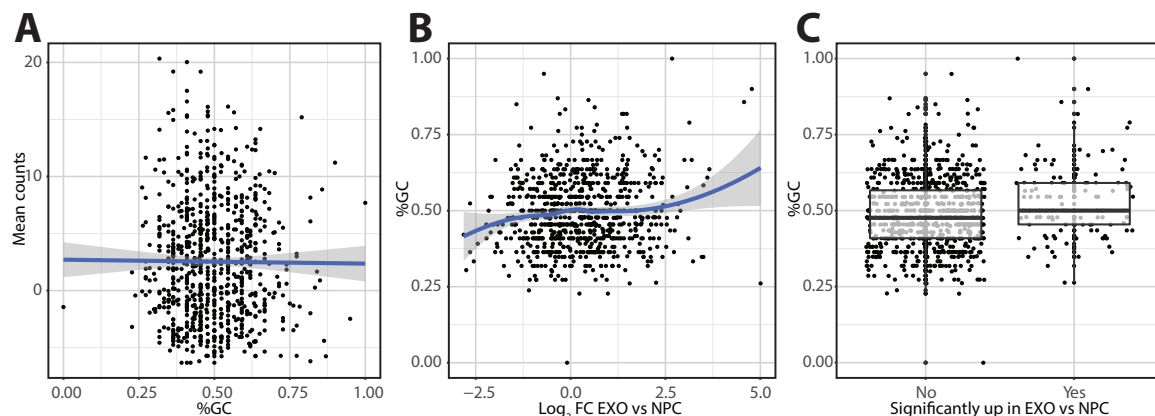 A
B
C
Mean counts
20
10
0
0.00
0.25
0.50
0.75
1.00
%GC
%GC
1.00
0.75
0.50
0.25
0.00
−2.5
0.0
2.5
5.0
Log₂ FC EXO vs NPC
%GC
1.00
0.75
0.50
0.25
0.00
No
Yes
Significantly up in EXO vs NPC